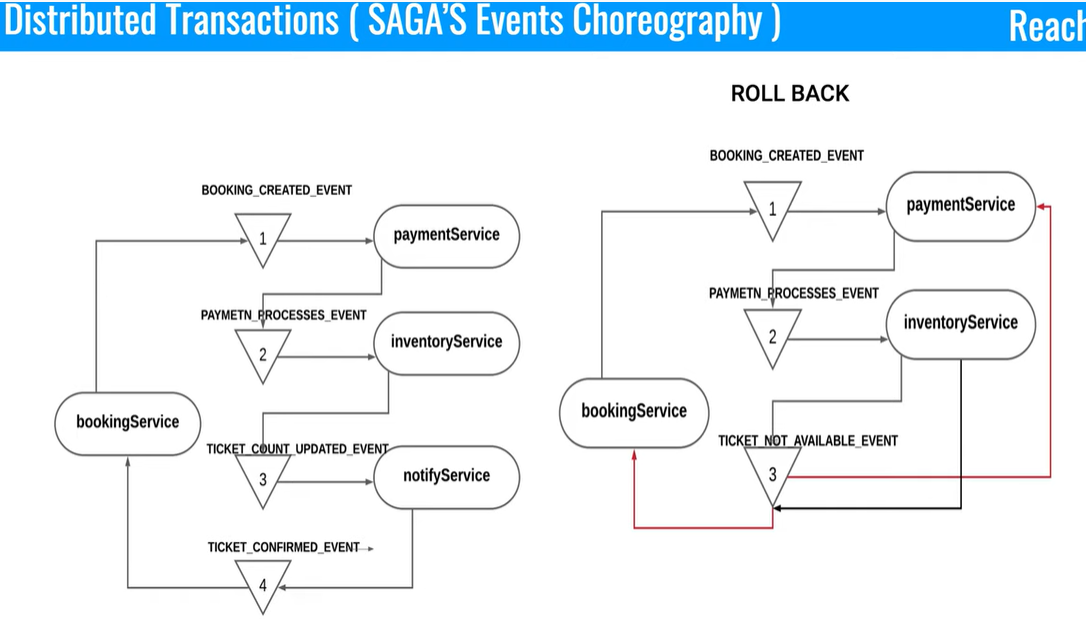 Distributed Transactions ( SAGA'S Events Choreography )
Reach
BOOKING_CREATED_EVENT
1
paymentService
PAYMETN_PROCESSES_EVENT
2
inventoryService
bookingService
TICKET_COUNT_UPDATED_EVENT
3
notifyService
TICKET_CONFIRMED_EVENT
4
ROLL BACK
BOOKING_CREATED_EVENT
1
paymentService
PAYMETN_PROCESSES_EVENT
2
inventoryService
bookingService
TICKET_NOT_AVAILABLE_EVENT
3